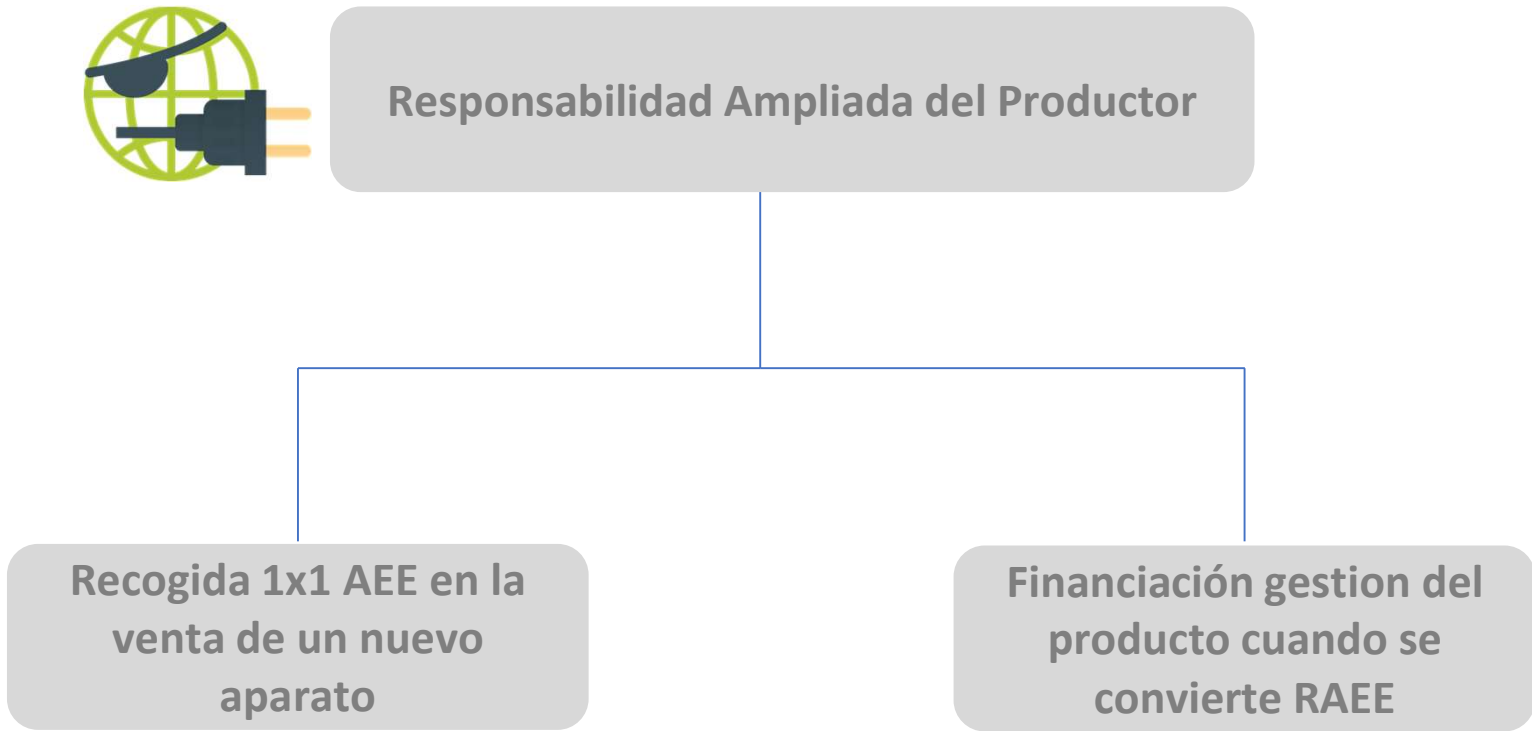 Responsabilidad Ampliada del Productor
Recogida 1x1 AEE en la
venta de un nuevo
aparato
Financiación gestion del
producto cuando se
convierte RAEE